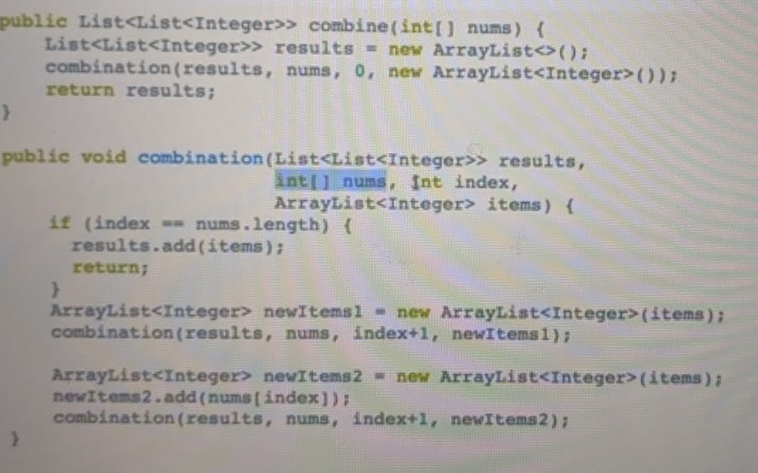 public List<List<Integer>> combine(int[] nums) {
    List<List<Integer>> results = new ArrayList<>();
    combination(results, nums, 0, new ArrayList<Integer>());
    return results;
}

public void combination(List<List<Integer>> results,
                        int[] nums, int index,
                        ArrayList<Integer> items) {
    if (index == nums.length) {
      results.add(items);
      return;
    }
    ArrayList<Integer> newItems1 = new ArrayList<Integer>(items);
    combination(results, nums, index+1, newItems1);

    ArrayList<Integer> newItems2 = new ArrayList<Integer>(items);
    newItems2.add(nums[index]);
    combination(results, nums, index+1, newItems2);
}